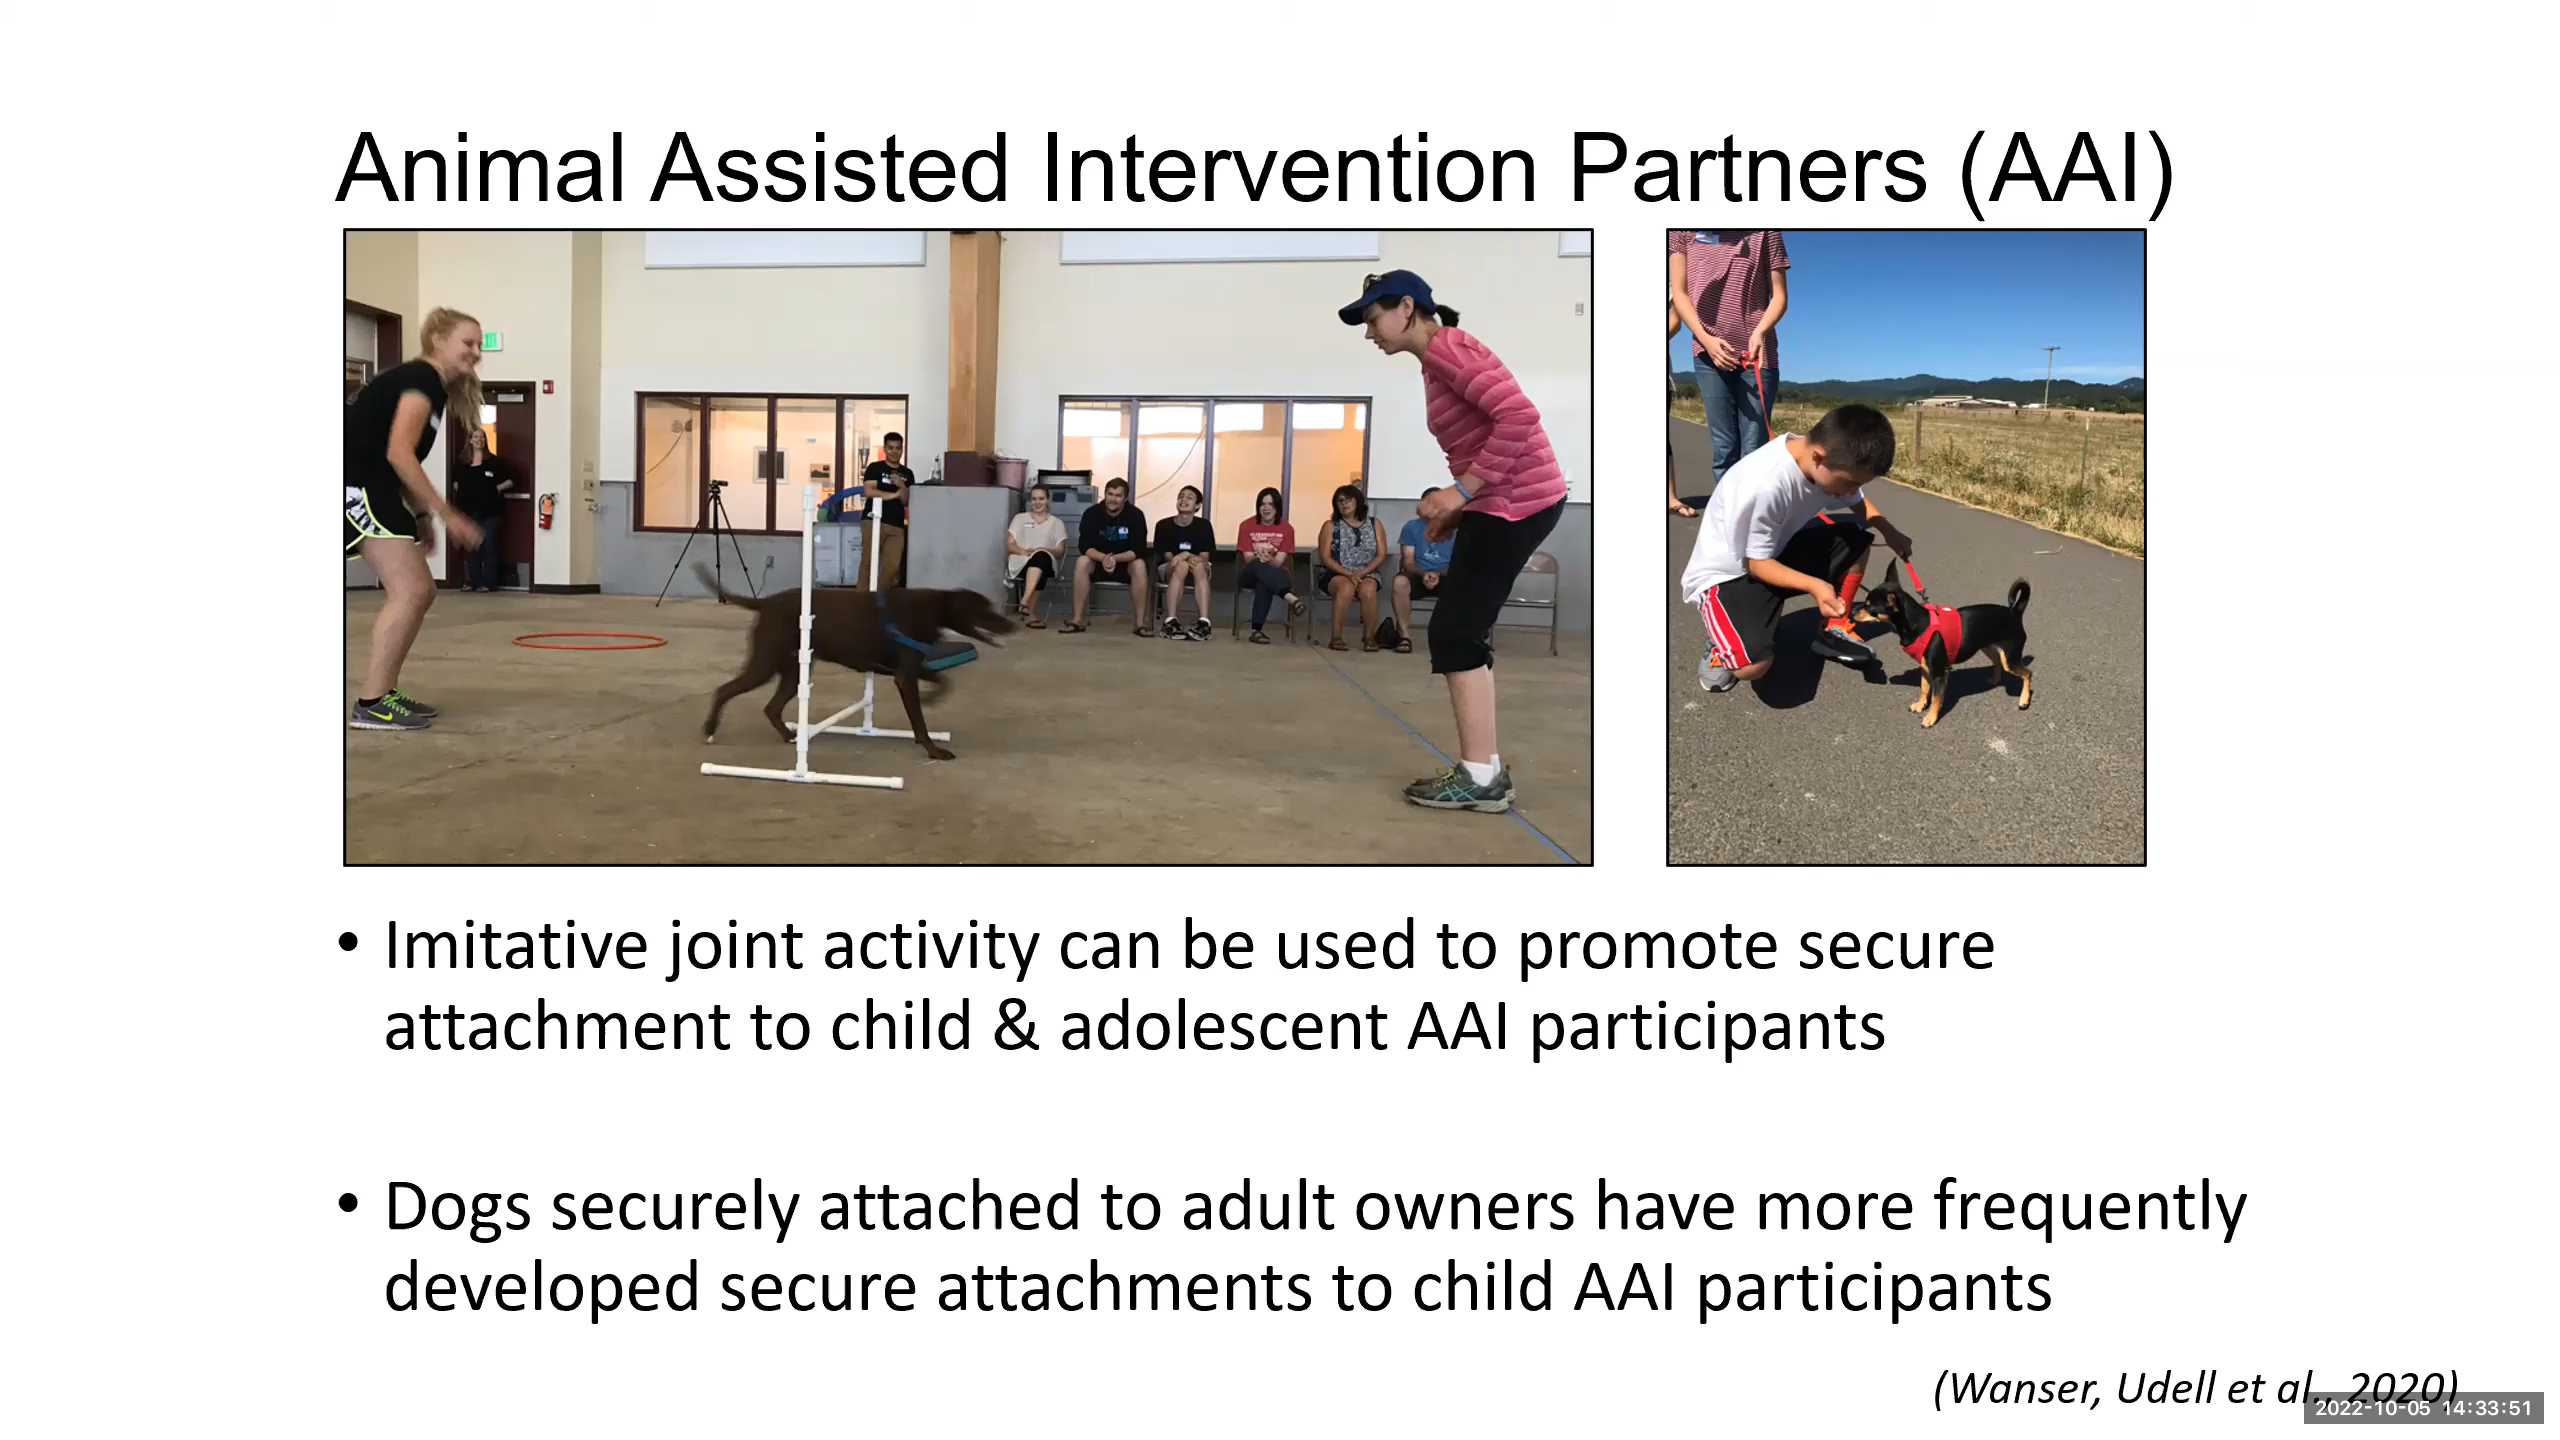 Animal Assisted Intervention Partners (AAI)
• Imitative joint activity can be used to promote secure
attachment to child & adolescent AAI participants
• Dogs securely attached to adult owners have more frequently
developed secure attachments to child AAI participants
(Wanser, Udell et al., 2020)
2022-10-05 14:33:51